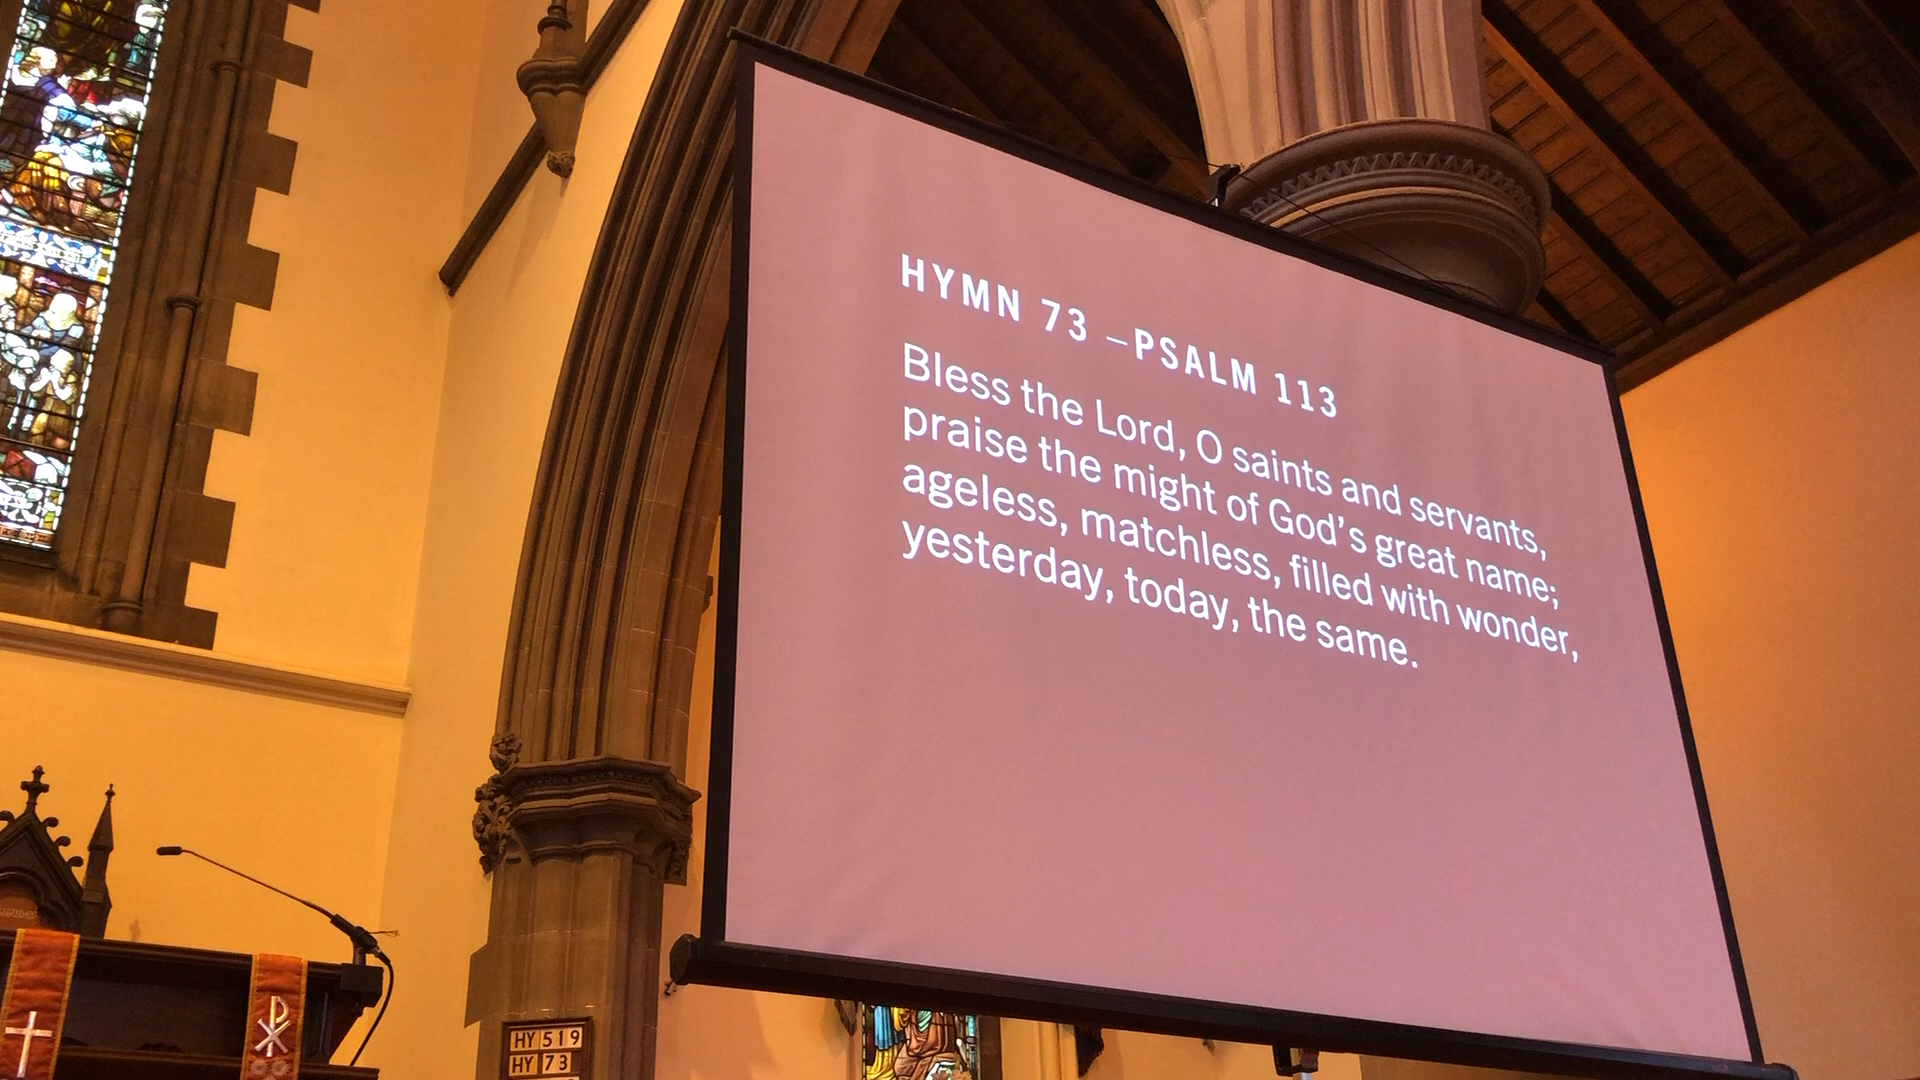 HYMN 73 –PSALM 113
Bless the Lord, O saints and servants,
praise the might of God's great name;
ageless, matchless, filled with wonder,
yesterday, today, the same.
HY 519
HY 73